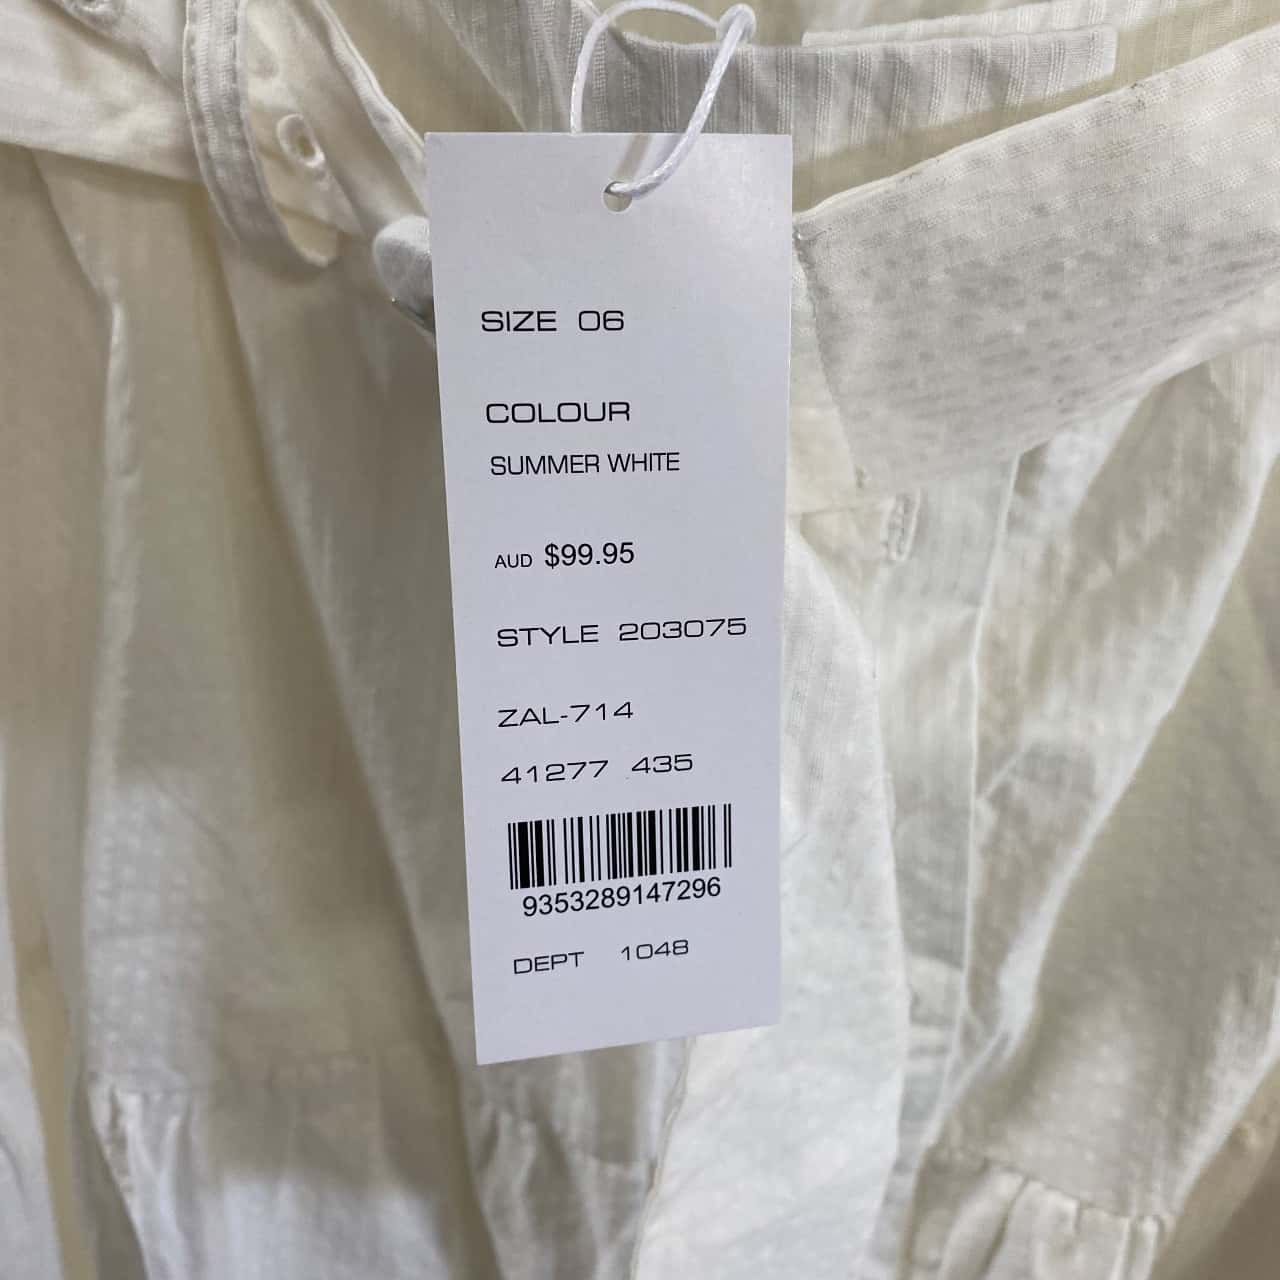 SIZE 06
COLOUR
SUMMER WHITE
AUD $99.95
STYLE 203075
ZAL-714
41277 435
9353289147296
DEPT 1048